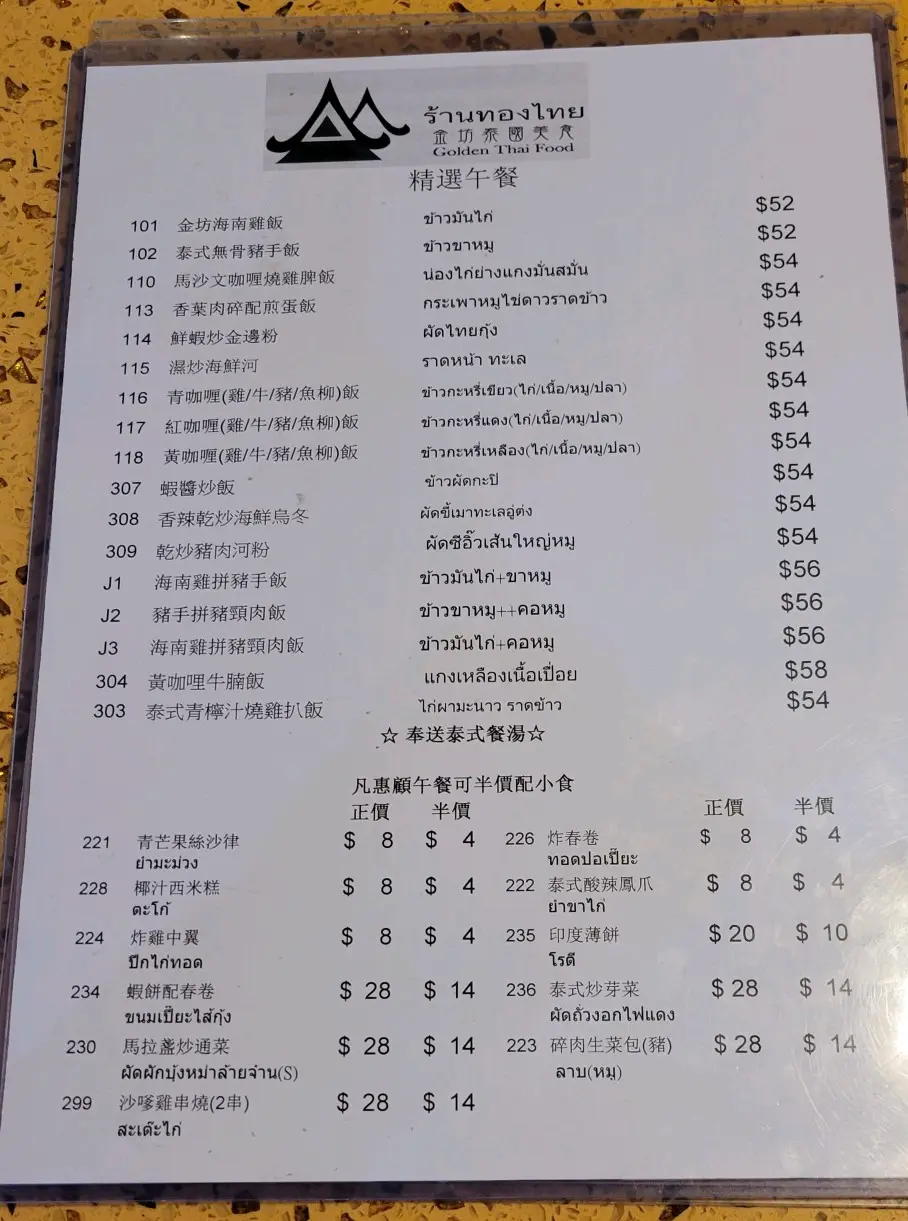 ร้านทองไทย
金坊泰國美食
Golden Thai Food
精選午餐
101 金坊海南雞飯 ข้าวมันไก่ $52
102 泰式無骨豬手飯 ข้าวขาหมู $52
110 馬沙文咖喱燒雞脾飯 น่องไก่ย่างแกงมั่นสมั่น $54
113 香葉肉碎配煎蛋飯 กระเพาหมูไข่ดาวราดข้าว $54
114 鮮蝦炒金邊粉 ผัดไทยกุ้ง $54
115 濕炒海鮮河 ราดหน้า ทะเล $54
116 青咖喱(雞/牛/豬/魚柳)飯 ข้าวกะหรี่เขียว(ไก่/เนื้อ/หมู/ปลา) $54
117 紅咖喱(雞/牛/豬/魚柳)飯 ข้าวกะหรี่แดง(ไก่/เนื้อ/หมู/ปลา) $54
118 黃咖喱(雞/牛/豬/魚柳)飯 ข้าวกะหรี่เหลือง(ไก่/เนื้อ/หมู/ปลา) $54
307 蝦醬炒飯 ข้าวผัดกะปิ $54
308 香辣乾炒海鮮烏冬 ผัดขี้เมาทะเลอู่ต่ง $54
309 乾炒豬肉河粉 ผัดซีอิ๊วเส้นใหญ่หมู $54
J1 海南雞拼豬手飯 ข้าวมันไก่+ขาหมู $56
J2 豬手拼豬頸肉飯 ข้าวขาหมู++คอหมู $56
J3 海南雞拼豬頸肉飯 ข้าวมันไก่+คอหมู $56
304 黃咖哩牛腩飯 แกงเหลืองเนื้อเปื่อย $58
303 泰式青檸汁燒雞扒飯 ไก่ผามะนาว ราดข้าว $54
☆ 奉送泰式餐湯☆
凡惠顧午餐可半價配小食
正價 半價 正價 半價
221 青芒果絲沙律 $ 8 $ 4 226 炸春卷 $ 8 $ 4
ยำมะม่วง ทอดปอเปี๊ยะ
228 椰汁西米糕 $ 8 $ 4 222 泰式酸辣鳳爪 $ 8 $ 4
ตะโก้ ยำขาไก่
224 炸雞中翼 $ 8 $ 4 235 印度薄餅 $ 20 $ 10
ปีกไก่ทอด โรตี
234 蝦餅配春卷 $ 28 $ 14 236 泰式炒芽菜 $ 28 $ 14
ขนมเปี๊ยะไส้กุ้ง ผัดถั่วงอกไฟแดง
230 馬拉盞炒通菜 $ 28 $ 14 223 碎肉生菜包(豬) $ 28 $ 14
ผัดผักบุ้งหม่าล้ายจ๋าน(S) ลาบ(หมู)
299 沙嗲雞串燒(2串) $ 28 $ 14
สะเต๊ะไก่